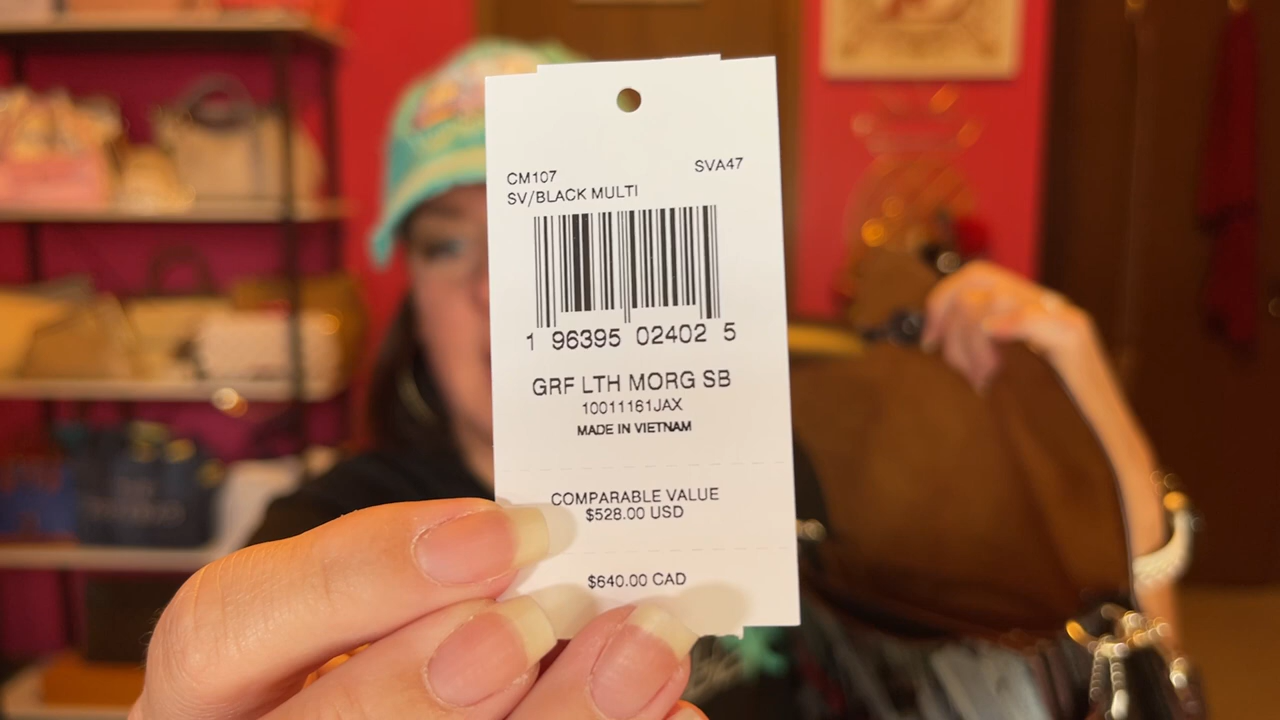 CM107 SVA47
SV/BLACK MULTI
1 96395 02402 5
GRF LTH MORG SB
10011161JAX
MADE IN VIETNAM
COMPARABLE VALUE
$528.00 USD
$640.00 CAD